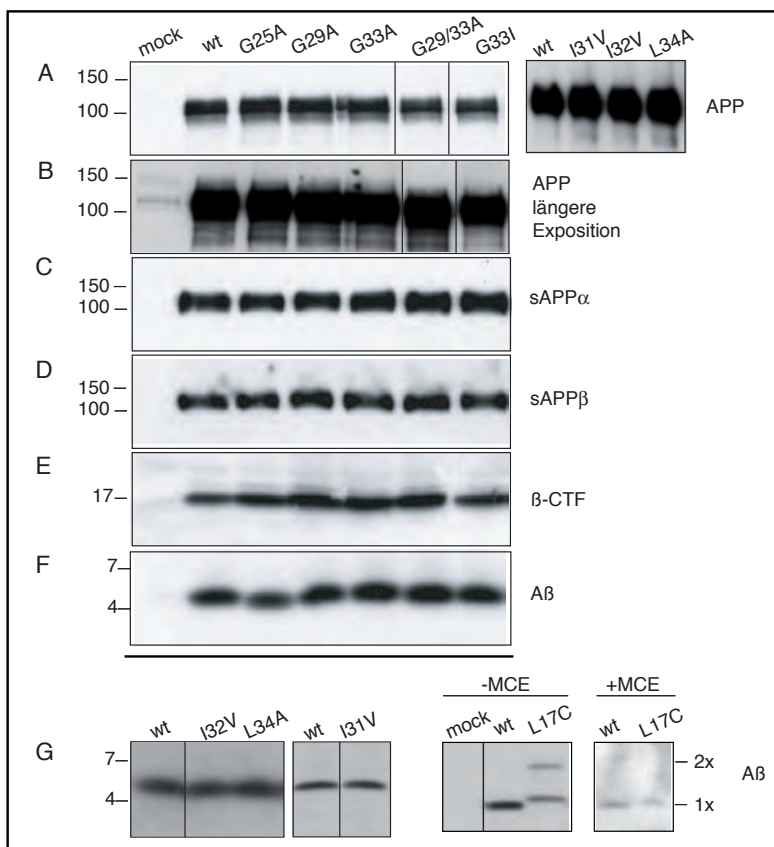 mock wt G25A G29A G33A G29/33A G33I wt I31V I32V L34A
A 150 100 APP
B 150 100 APP
längere
Exposition
C 150 100 sAPPα
D 150 100 sAPPβ
E 17 ß-CTF
F 7 4 Aß
-MCE +MCE
wt I32V L34A wt I31V mock wt L17C wt L17C
G 7 4 2x 1x Aß